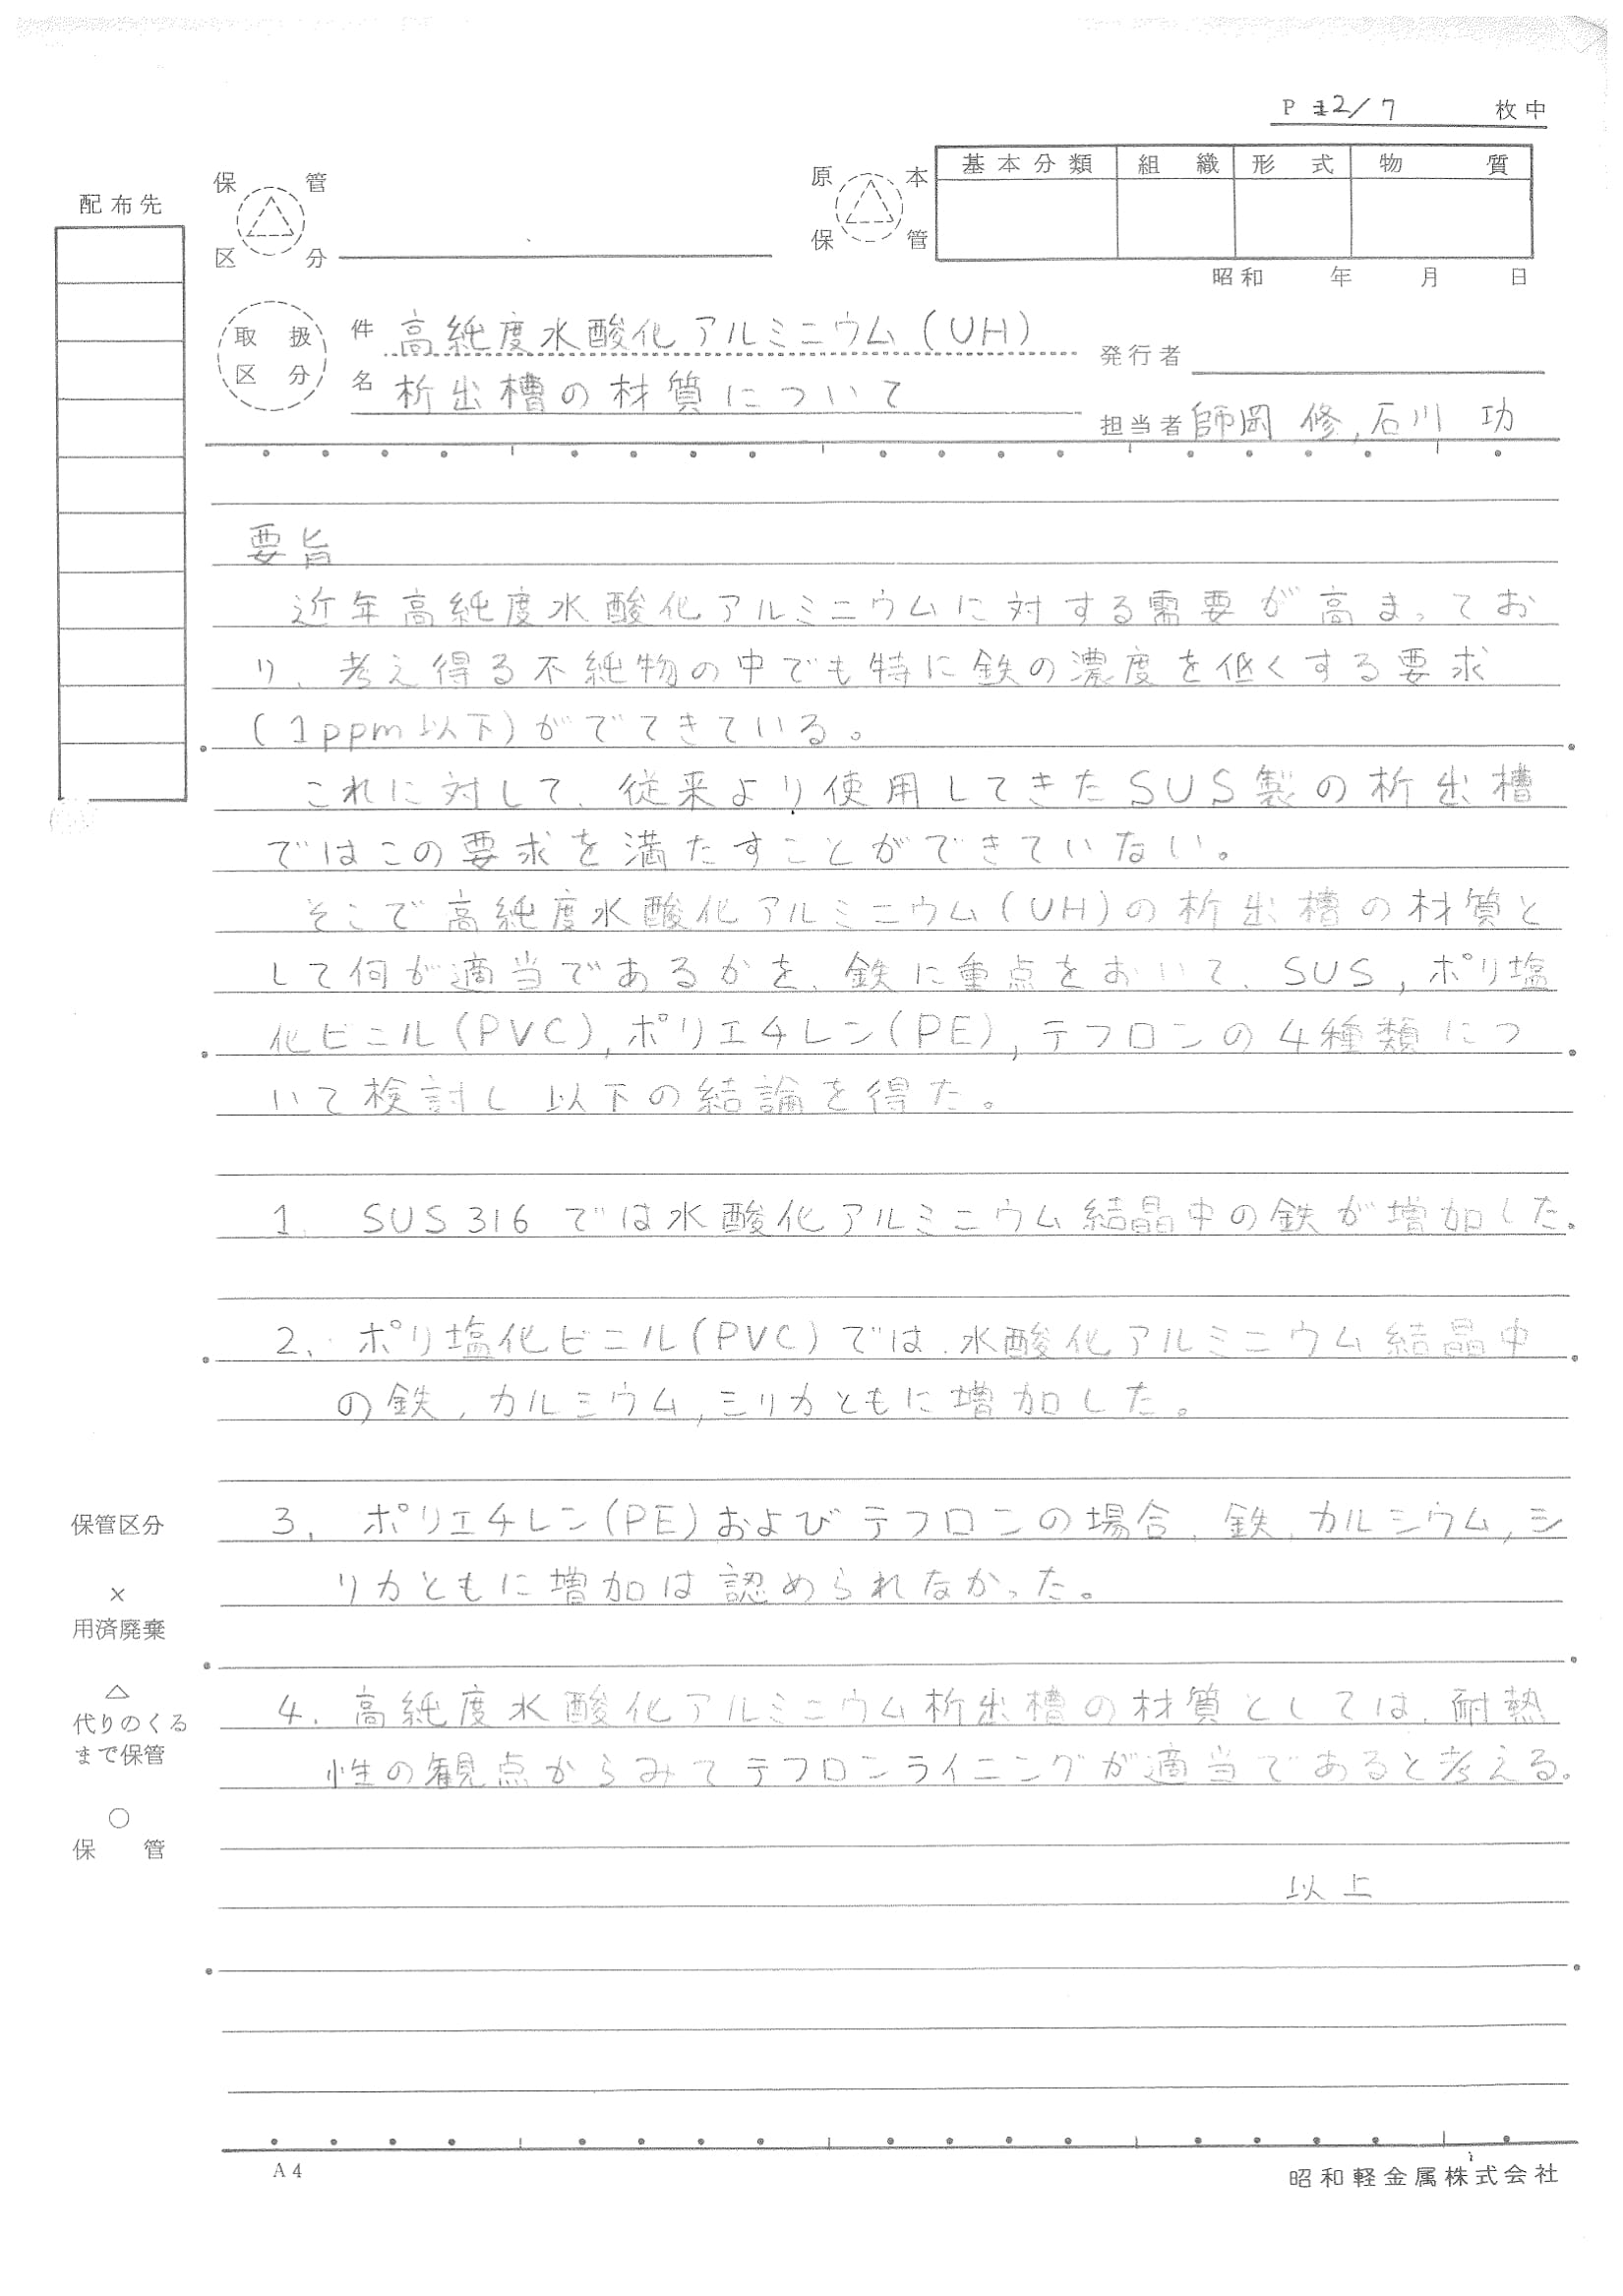 P 2/7 枚中
配布先
保管区分
原本保管
基本分類 組織 形式 物質
昭和 年 月 日
取扱区分
件名 高純度水酸化アルミニウム(UH)
析出槽の材質について
発行者
担当者 師岡 修, 石川 功
要旨
近年高純度水酸化アルミニウムに対する需要が高まってお
り、考え得る不純物の中でも特に鉄の濃度を低くする要求
(1ppm以下)がでてきている。
これに対して、従来より使用してきたSUS製の析出槽
ではこの要求を満たすことができていない。
そこで高純度水酸化アルミニウム(UH)の析出槽の材質と
して何が適当であるかを、鉄に重点をおいて、SUS, ポリ塩
化ビニル(PVC), ポリエチレン(PE), テフロンの4種類につ
いて検討し 以下の結論を得た。
1. SUS316では水酸化アルミニウム結晶中の鉄が増加した。
2. ポリ塩化ビニル(PVC)では、水酸化アルミニウム結晶中
の鉄, カルミウム, シリカともに増加した。
3. ポリエチレン(PE)およびテフロンの場合、鉄, カルシウム, シ
リカともに増加は認められなかった。
4. 高純度水酸化アルミニウム析出槽の材質としては、耐熱
性の観点からみてテフロンライニングが適当であると考える。
以上
保管区分
×
用済廃棄
△
代りのくる
まで保管
○
保管
A4
昭和軽金属株式会社